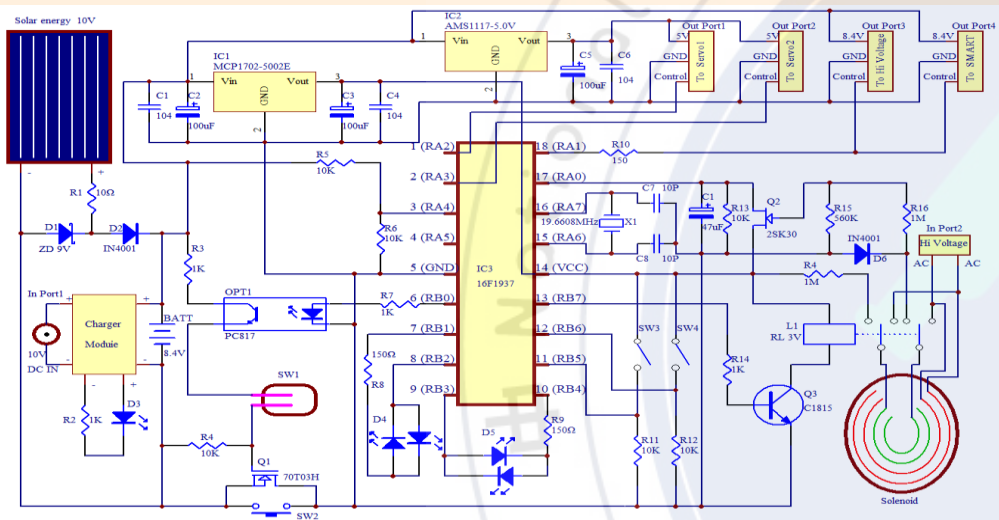 Solar energy 10V
IC1
MCP1702-5002E
Vin
Vout
GND
1
3
2
IC2
AMS1117-5.0V
Vin
Vout
GND
1
3
2
C1
104
C2
100uF
C3
100uF
C4
104
C5
100uF
C6
104
Out Port1
5V
GND
Control
To Servo1
Out Port2
5V
GND
Control
To Servo2
Out Port3
8.4V
GND
Control
To Hi Voltage
Out Port4
8.4V
GND
Control
To SMART
-
+
R1
10Ω
D1
ZD 9V
D2
IN4001
R3
1K
R5
10K
R6
10K
OPT1
PC817
R7
1K
1 (RA2)
2 (RA3)
3 (RA4)
4 (RA5)
5 (GND)
6 (RB0)
7 (RB1)
8 (RB2)
9 (RB3)
18 (RA1)
17 (RA0)
16 (RA7)
15 (RA6)
14 (VCC)
13 (RB7)
12 (RB6)
11 (RB5)
10 (RB4)
IC3
16F1937
R10
150
C7 10P
19.6608MHz
X1
C8 10P
C1
47uF
R13
10K
Q2
2SK30
R15
560K
R16
1M
IN4001
D6
In Port2
Hi Voltage
AC
AC
R4
1M
L1
RL 3V
R14
1K
Q3
C1815
SW3
SW4
R11
10K
R12
10K
R9
150Ω
D5
D4
150Ω
R8
In Port1
10V
DC IN
Charger
Moduie
+
+
-
-
-
+
BATT
8.4V
R2
1K
D3
SW1
R4
10K
Q1
70T03H
SW2
Solenoid